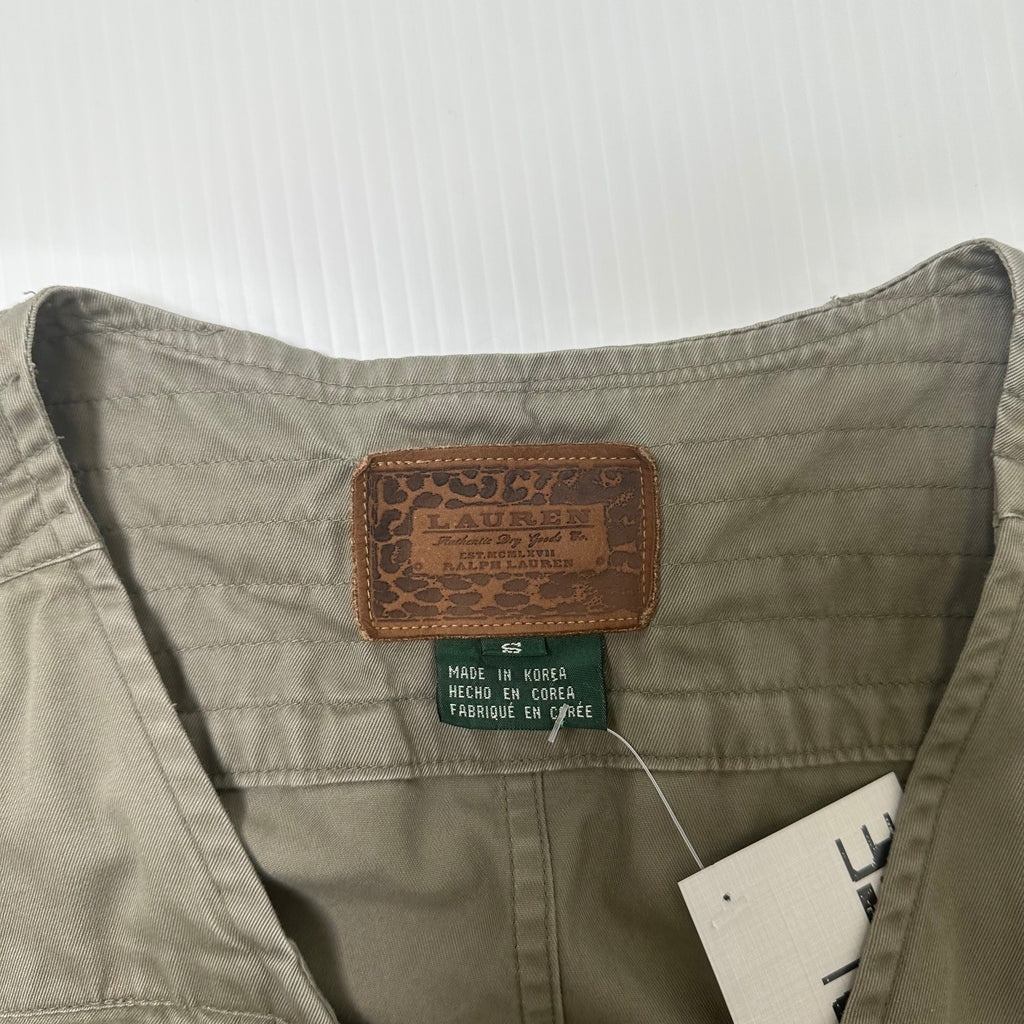 LAUREN
Authentic Dry Goods Co.
EST. MCMLXVII
RALPH LAUREN
S
MADE IN KOREA
HECHO EN COREA
FABRIQUÉ EN CORÉE